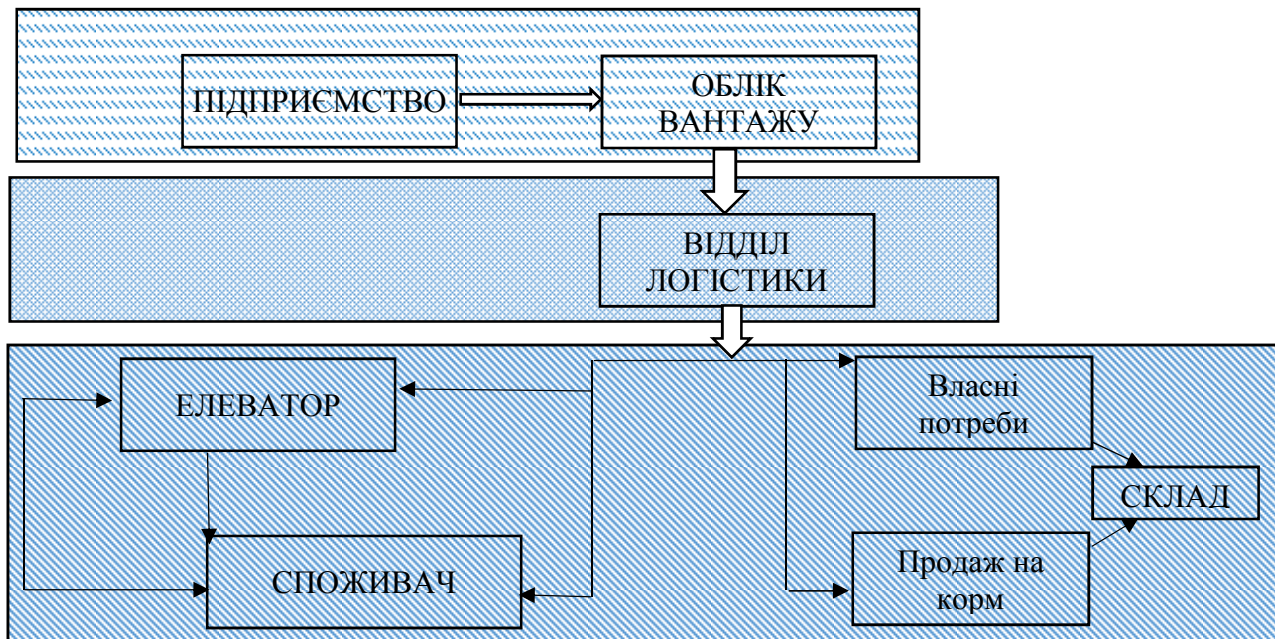 ПІДПРИЄМСТВО
ОБЛІК
ВАНТАЖУ
ВІДДІЛ
ЛОГІСТИКИ
ЕЛЕВАТОР
Власні
потреби
СКЛАД
СПОЖИВАЧ
Продаж на
корм